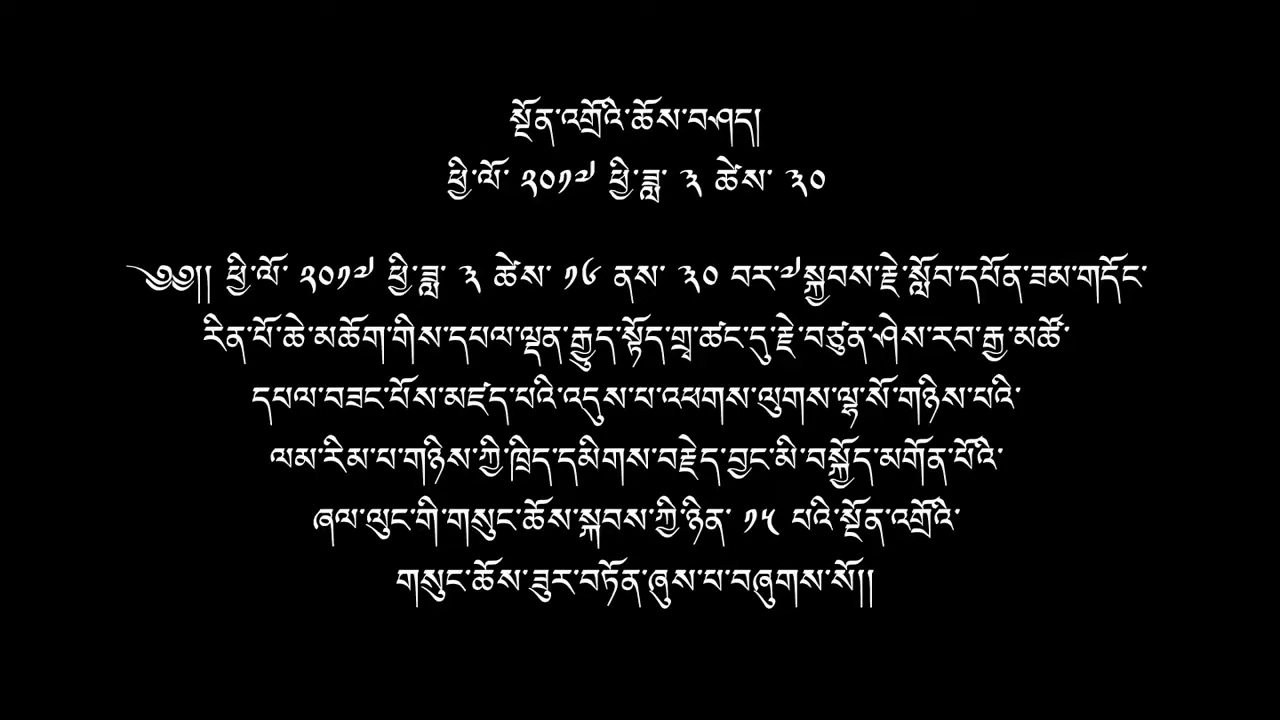 སྔོན་འགྲོའི་ཆོས་བཤད།
ཕྱི་ལོ་ ༢༠༡༧ ཕྱི་ཟླ་ ༣ ཚེས་ ༣༠
༄༅།། ཕྱི་ལོ་ ༢༠༡༧ ཕྱི་ཟླ་ ༣ ཚེས་ ༡༦ ནས་ ༣༠ བར་༧སྐྱབས་རྗེ་སློབ་དཔོན་ཟམ་གདོང་
རིན་པོ་ཆེ་མཆོག་གིས་དཔལ་ལྡན་རྒྱུད་སྟོད་གྲྭ་ཚང་དུ་རྗེ་བཙུན་ཤེས་རབ་རྒྱ་མཚོ་
དཔལ་བཟང་པོས་མཛད་པའི་འདུས་པ་འཕགས་ལུགས་ལྷ་སོ་གཉིས་པའི་
ལམ་རིམ་པ་གཉིས་ཀྱི་ཁྲིད་དམིགས་བརྗེད་བྱང་མི་བསྐྱོད་མགོན་པོའི་
ཞལ་ལུང་གི་གསུང་ཆོས་སྐབས་ཀྱི་ཉིན་ ༡༥ པའི་སྔོན་འགྲོའི་
གསུང་ཆོས་ཟུར་བཏོན་ཞུས་པ་བཞུགས་སོ།།